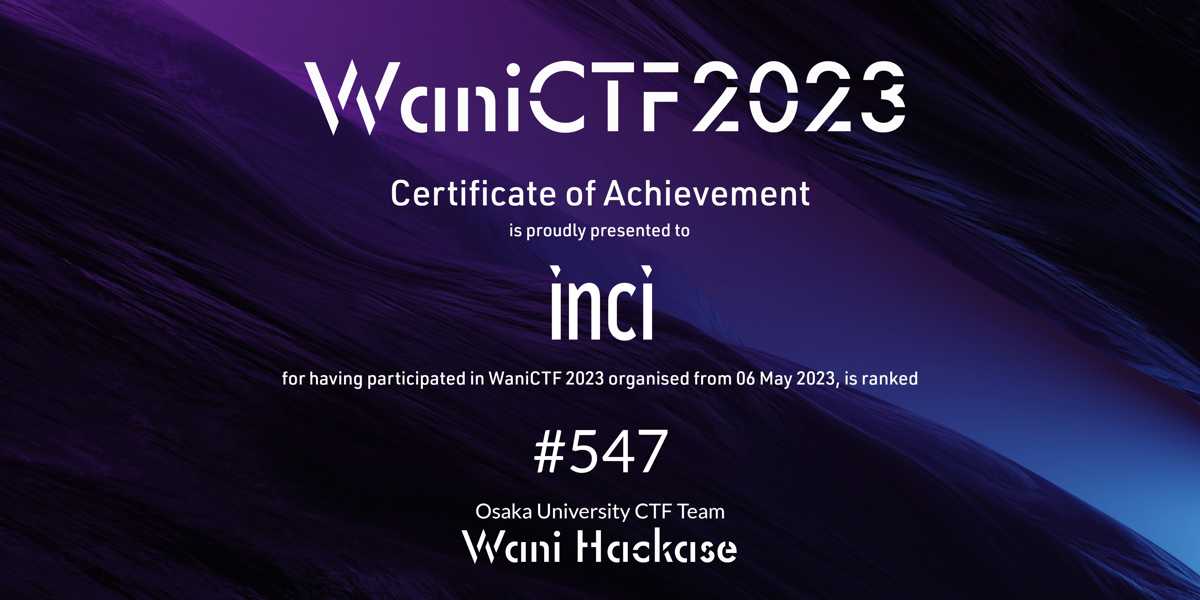 WaniCTF2023
Certificate of Achievement
is proudly presented to
inci
for having participated in WaniCTF 2023 organised from 06 May 2023, is ranked
#547
Osaka University CTF Team
Wani Hackase